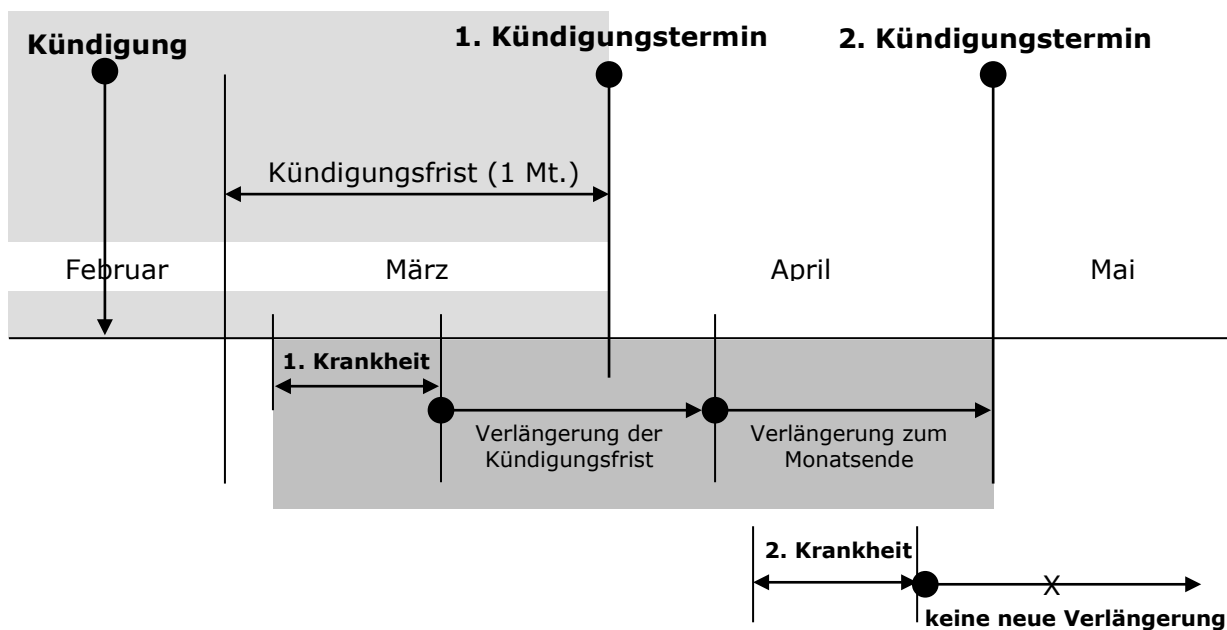 Kündigung
1. Kündigungstermin
2. Kündigungstermin
Kündigungsfrist (1 Mt.)
Februar
März
April
Mai
1. Krankheit
Verlängerung der
Kündigungsfrist
Verlängerung zum
Monatsende
2. Krankheit
X
keine neue Verlängerung